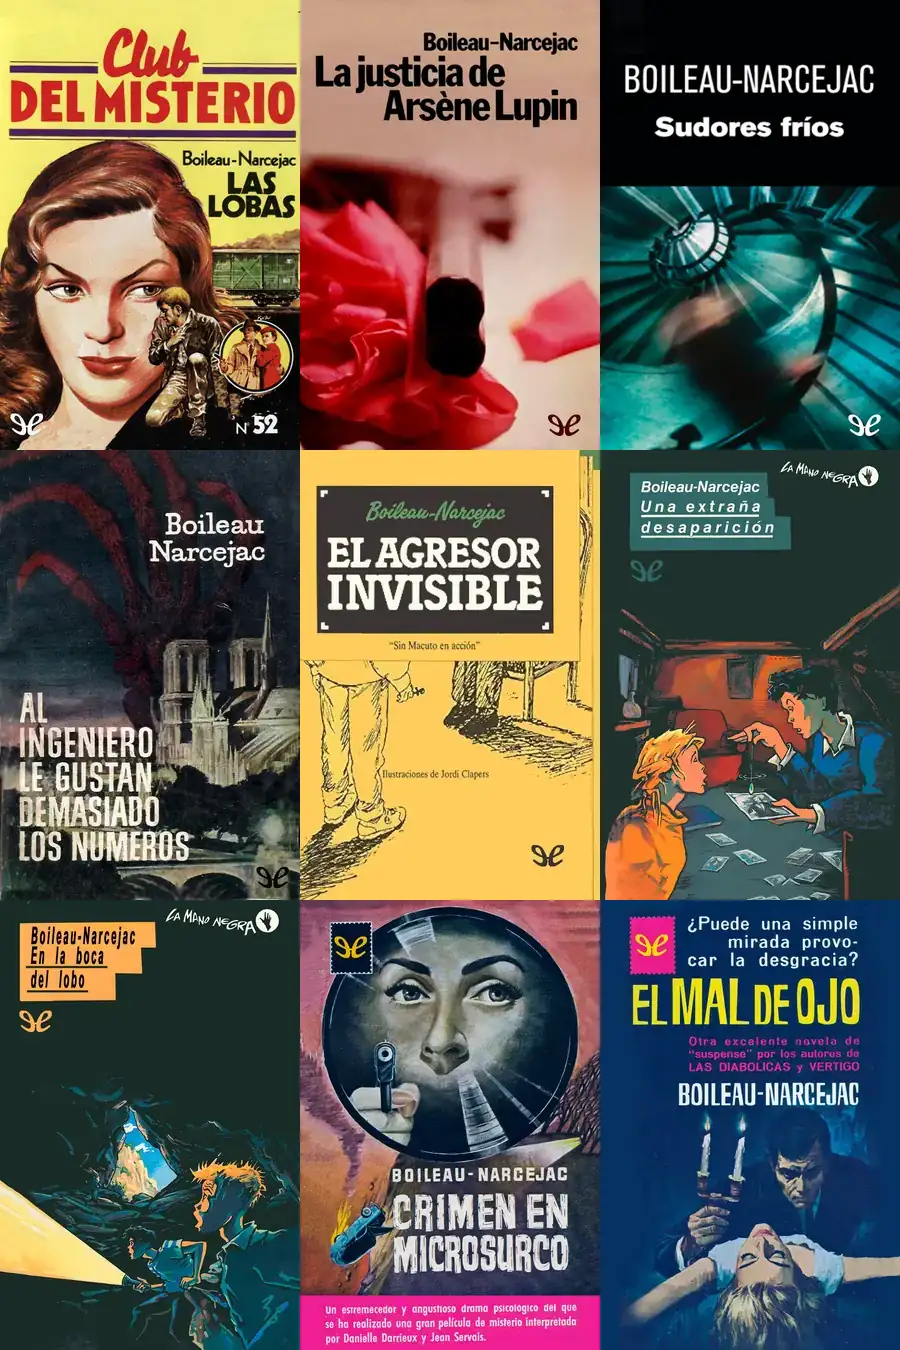 Club
DEL MISTERIO
Boileau-Narcejac
LAS
LOBAS
Nº 52
Boileau-Narcejac
La justicia de
Arsène Lupin
BOILEAU-NARCEJAC
Sudores fríos
Boileau
Narcejac
AL
INGENIERO
LE GUSTAN
DEMASIADO
LOS NUMEROS
Boileau-Narcejac
EL AGRESOR
INVISIBLE
"Sin Macuto en acción"
Ilustraciones de Jordi Clapers
LA MANO NEGRA
Boileau-Narcejac
Una extraña
desaparición
LA MANO NEGRA
Boileau-Narcejac
En la boca
del lobo
BOILEAU-NARCEJAC
CRIMEN EN
MICROSURCO
Un estremecedor y angustioso drama psicológico del que
se ha realizado una gran película de misterio interpretada
por Danielle Darrieux y Jean Servais.
¿Puede una simple
mirada provo-
car la desgracia?
EL MAL DE OJO
Otra excelente novela de
"suspense" por los autores de
LAS DIABOLICAS y VERTIGO
BOILEAU-NARCEJAC